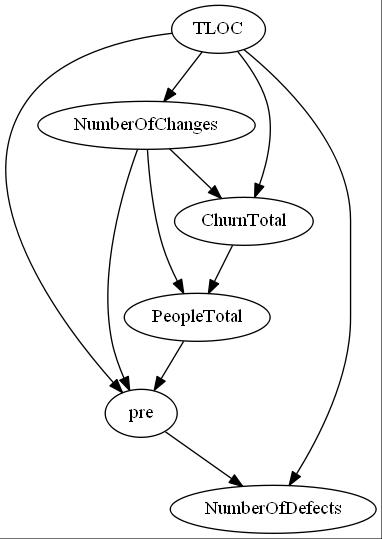 TLOC
NumberOfChanges
ChurnTotal
PeopleTotal
pre
NumberOfDefects